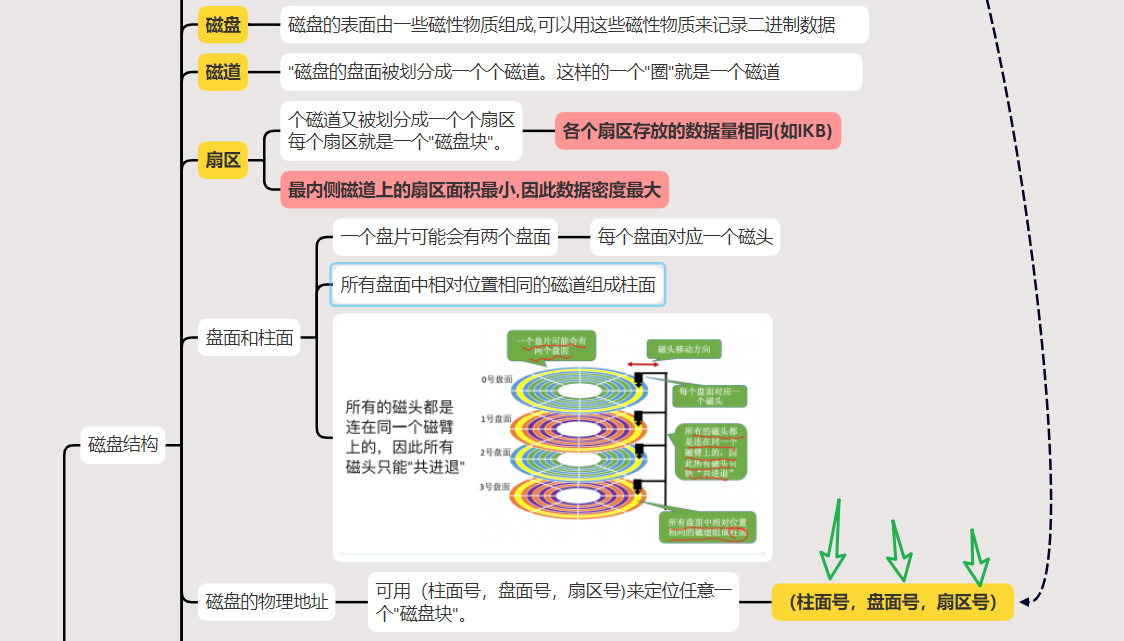 磁盘
磁盘的表面由一些磁性物质组成,可以用这些磁性物质来记录二进制数据
磁道
"磁盘的盘面被划分成一个个磁道。这样的一个"圈"就是一个磁道
扇区
个磁道又被划分成一个个扇区
每个扇区就是一个"磁盘块"。
各个扇区存放的数据量相同(如IKB)
最内侧磁道上的扇区面积最小,因此数据密度最大
盘面和柱面
一个盘片可能会有两个盘面
每个盘面对应一个磁头
所有盘面中相对位置相同的磁道组成柱面
所有的磁头都是
连在同一个磁臂
上的，因此所有
磁头只能"共进退"
一个盘片可能会有
两个盘面
磁头移动方向
0号盘面
每个盘面对应一
个磁头
1号盘面
所有的磁头都
是连在同一个
磁臂上的，因
此所有磁头只
能"共进退"
2号盘面
3号盘面
所有盘面中相对位置
相同的磁道组成柱面
磁盘结构
磁盘的物理地址
可用（柱面号，盘面号，扇区号)来定位任意一
个"磁盘块"。
（柱面号，盘面号，扇区号）